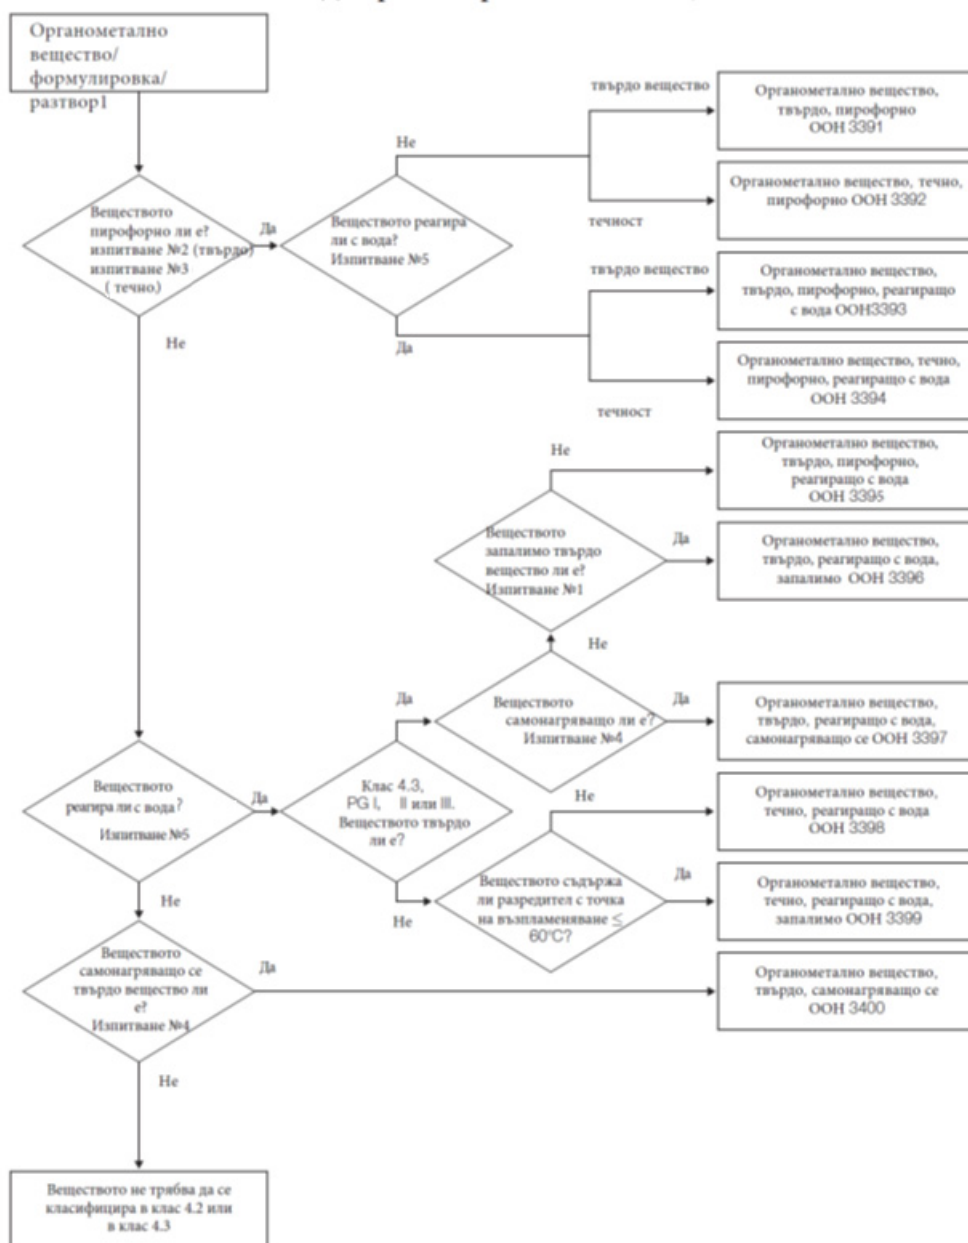 Органометално
вещество/
формулировка/
разтвор1
твърдо вещество
Органометално вещество,
твърдо, пирофорно
ООН 3391
Не
Веществото
пирофорно ли е?
изпитване №2 (твърдо)
изпитване №3
( течно)
Да
Веществото реагира
ли с вода?
Изпитване №5
Органометално вещество, течно,
пирофорно ООН 3392
течност
твърдо вещество
Органометално вещество,
твърдо, пирофорно, реагиращо
с вода ООН3393
Не
Да
Органометално вещество, течно,
пирофорно, реагиращо с вода
ООН 3394
течност
Не
Органометално вещество,
твърдо, пирофорно,
реагиращо с вода
ООН 3395
Веществото
запалимо твърдо
вещество ли е?
Изпитване №1
Да
Органометално вещество,
твърдо, реагиращо с вода,
запалимо ООН 3396
Не
Да
Веществото
самонагряващо ли е?
Изпитване №4
Да
Органометално вещество,
твърдо, реагиращо с вода,
самонагряващо се ООН 3397
Веществото
реагира ли с вода?
Изпитване №5
Да
Клас 4.3,
PG I, II или III.
Веществото твърдо
ли е?
Не
Органометално вещество,
течно, реагиращо с вода
ООН 3398
Не
Не
Веществото съдържа
ли разредител с точка
на възпламеняване ≤
60°C?
Да
Органометално вещество,
течно, реагиращо с вода,
запалимо ООН 3399
Веществото
самонагряващо се
твърдо вещество ли
е?
Изпитване №4
Да
Органометално вещество,
твърдо, самонагряващо се
ООН 3400
Не
Веществото не трябва да се
класифицира в клас 4.2 или
в клас 4.3